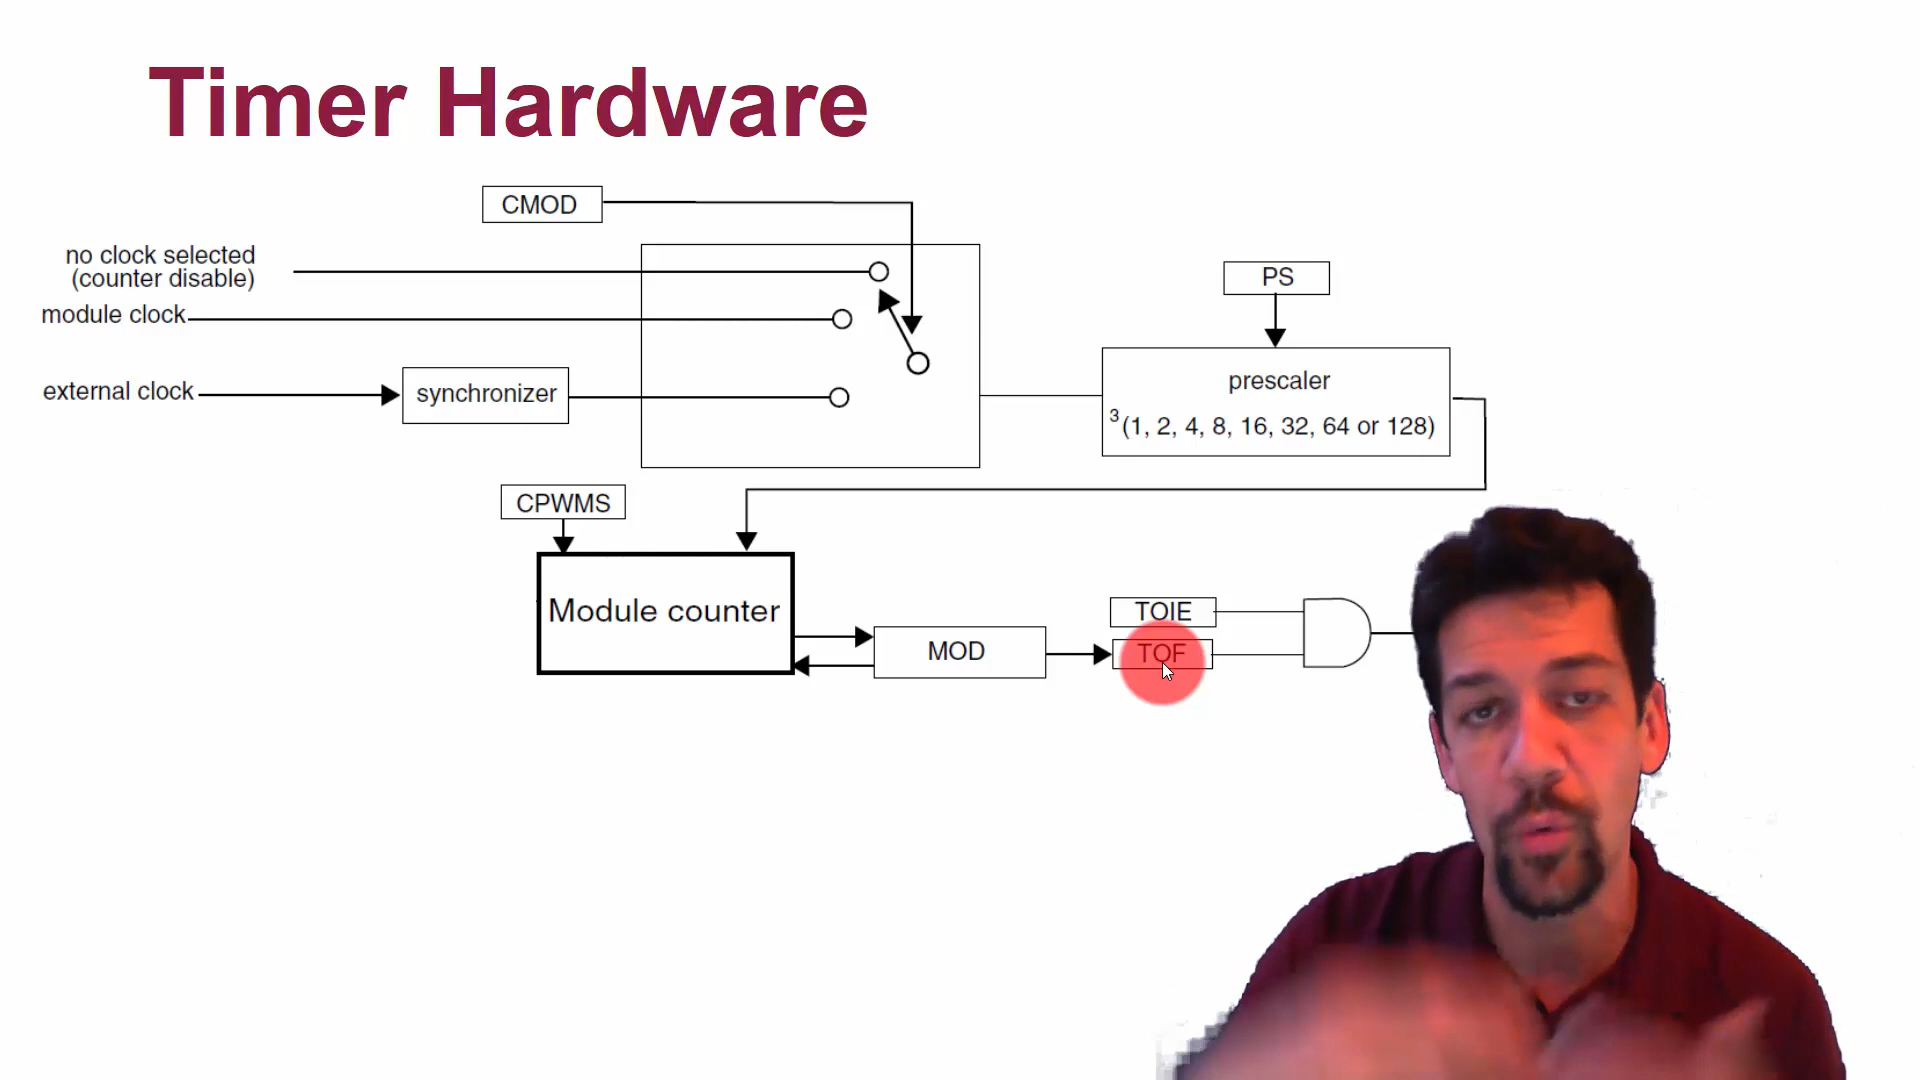 Timer Hardware
CMOD
no clock selected
(counter disable)
module clock
external clock
synchronizer
PS
prescaler
3 (1, 2, 4, 8, 16, 32, 64 or 128)
CPWMS
Module counter
MOD
TOIE
TOF